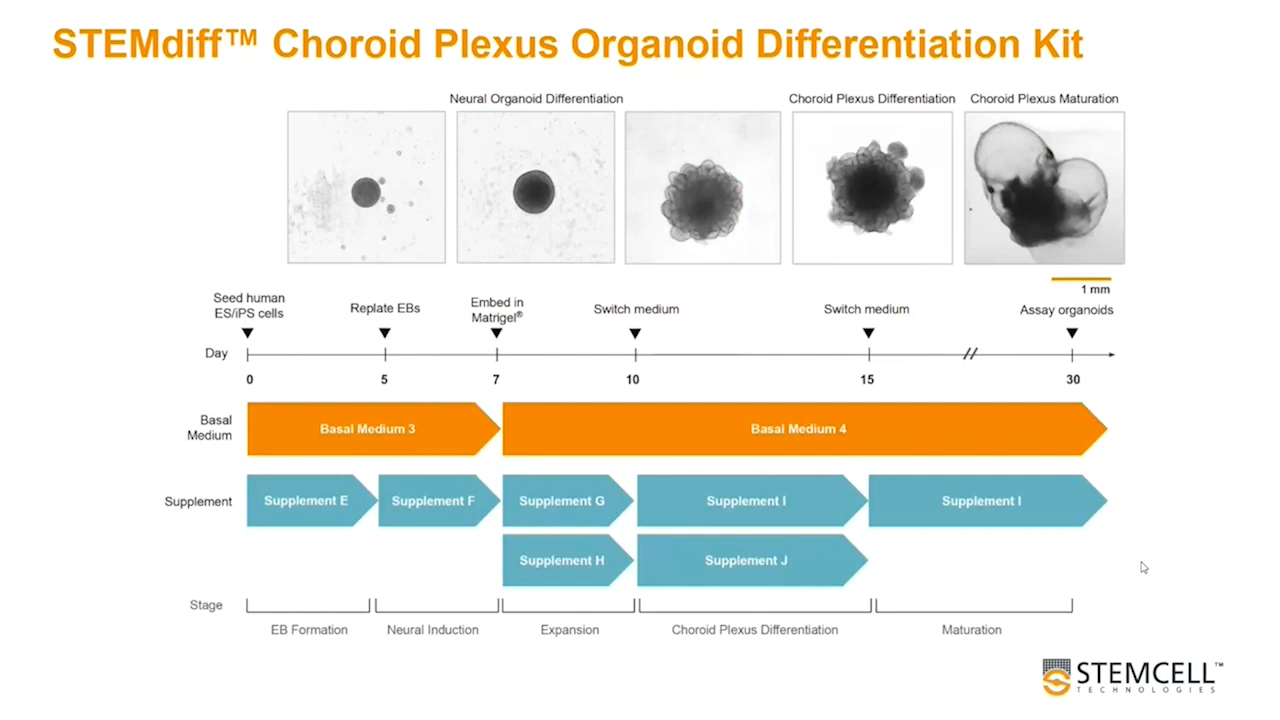 STEMdiff™ Choroid Plexus Organoid Differentiation Kit
Neural Organoid Differentiation
Choroid Plexus Differentiation
Choroid Plexus Maturation
1 mm
Seed human
ES/iPS cells
Replate EBs
Embed in
Matrigel®
Switch medium
Switch medium
Assay organoids
Day
0
5
7
10
15
30
Basal
Medium
Basal Medium 3
Basal Medium 4
Supplement
Supplement E
Supplement F
Supplement G
Supplement I
Supplement I
Supplement H
Supplement J
Stage
EB Formation
Neural Induction
Expansion
Choroid Plexus Differentiation
Maturation
STEMCELL™
TECHNOLOGIES